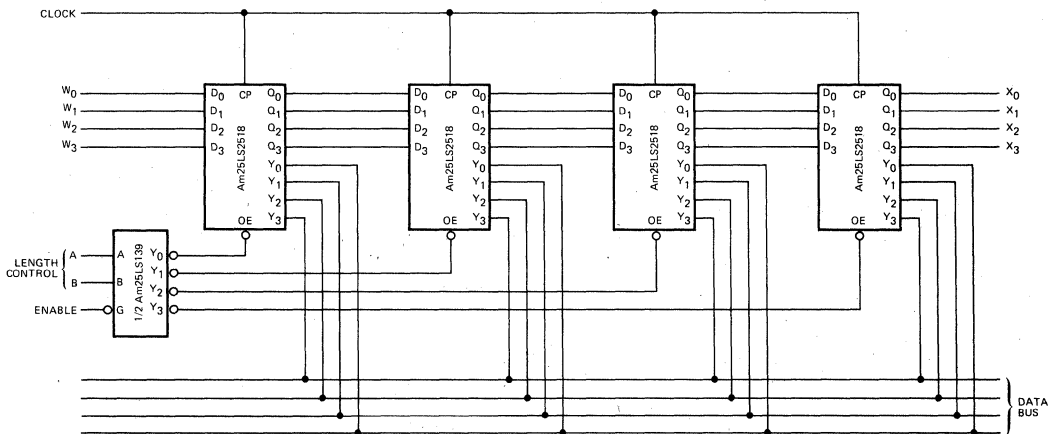 CLOCK
W0
W1
W2
W3
D0 CP Q0
D1 Q1
D2 Q2
D3 Q3
Y0
Y1
Y2
OE Y3
Am25LS2518
D0 CP Q0
D1 Q1
D2 Q2
D3 Q3
Y0
Y1
Y2
OE Y3
Am25LS2518
D0 CP Q0
D1 Q1
D2 Q2
D3 Q3
Y0
Y1
Y2
OE Y3
Am25LS2518
D0 CP Q0
D1 Q1
D2 Q2
D3 Q3
Y0
Y1
Y2
OE Y3
Am25LS2518
X0
X1
X2
X3
LENGTH
CONTROL
A
B
ENABLE
A Y0
Y1
B Y2
G Y3
1/2 Am25LS139
DATA
BUS